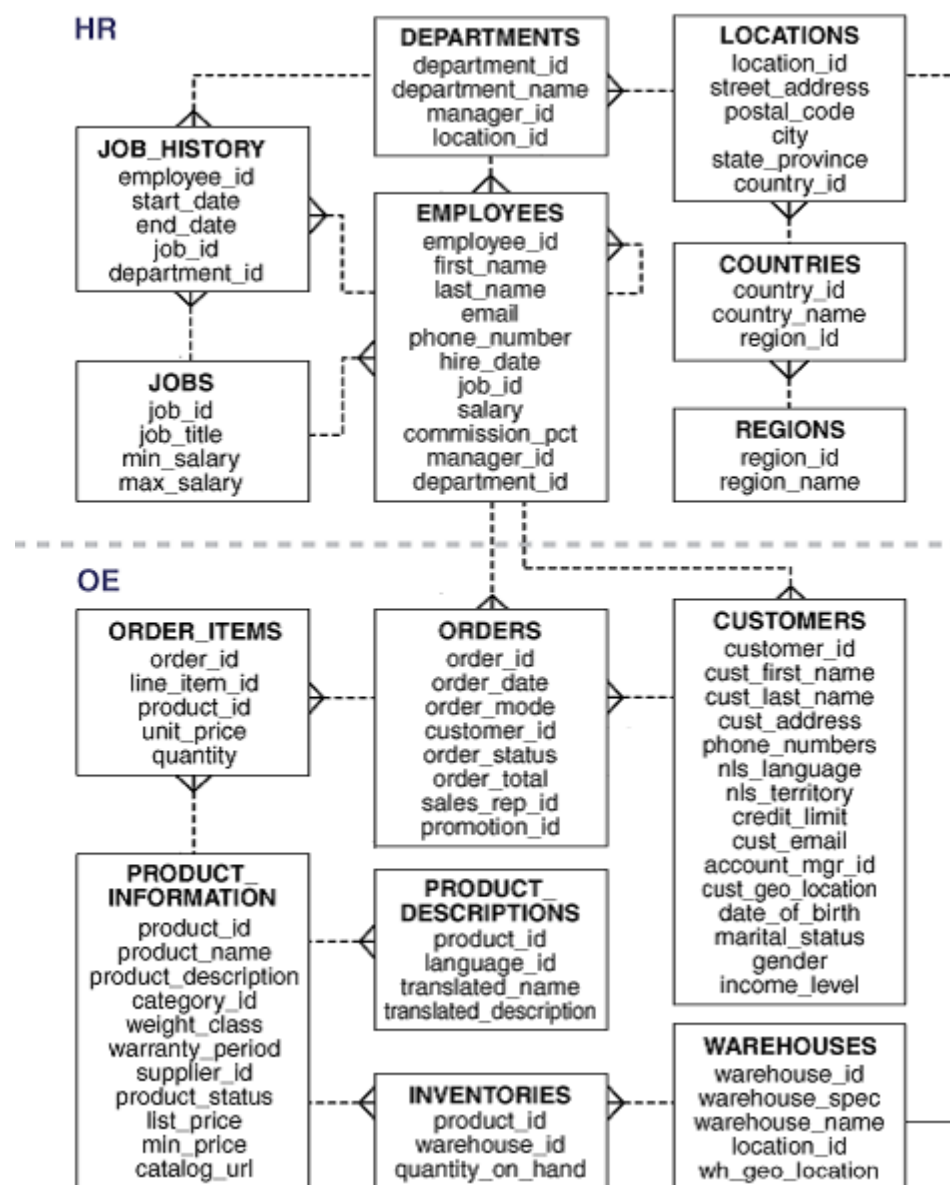 HR
DEPARTMENTS
department_id
department_name
manager_id
location_id
LOCATIONS
location_id
street_address
postal_code
city
state_province
country_id
JOB_HISTORY
employee_id
start_date
end_date
job_id
department_id
EMPLOYEES
employee_id
first_name
last_name
email
phone_number
hire_date
job_id
salary
commission_pct
manager_id
department_id
COUNTRIES
country_id
country_name
region_id
JOBS
job_id
job_title
min_salary
max_salary
REGIONS
region_id
region_name
OE
ORDER_ITEMS
order_id
line_item_id
product_id
unit_price
quantity
ORDERS
order_id
order_date
order_mode
customer_id
order_status
order_total
sales_rep_id
promotion_id
CUSTOMERS
customer_id
cust_first_name
cust_last_name
cust_address
phone_numbers
nls_language
nls_territory
credit_limit
cust_email
account_mgr_id
cust_geo_location
date_of_birth
marital_status
gender
income_level
PRODUCT_
INFORMATION
product_id
product_name
product_description
category_id
weight_class
warranty_period
supplier_id
product_status
list_price
min_price
catalog_url
PRODUCT_
DESCRIPTIONS
product_id
language_id
translated_name
translated_description
INVENTORIES
product_id
warehouse_id
quantity_on_hand
WAREHOUSES
warehouse_id
warehouse_spec
warehouse_name
location_id
wh_geo_location